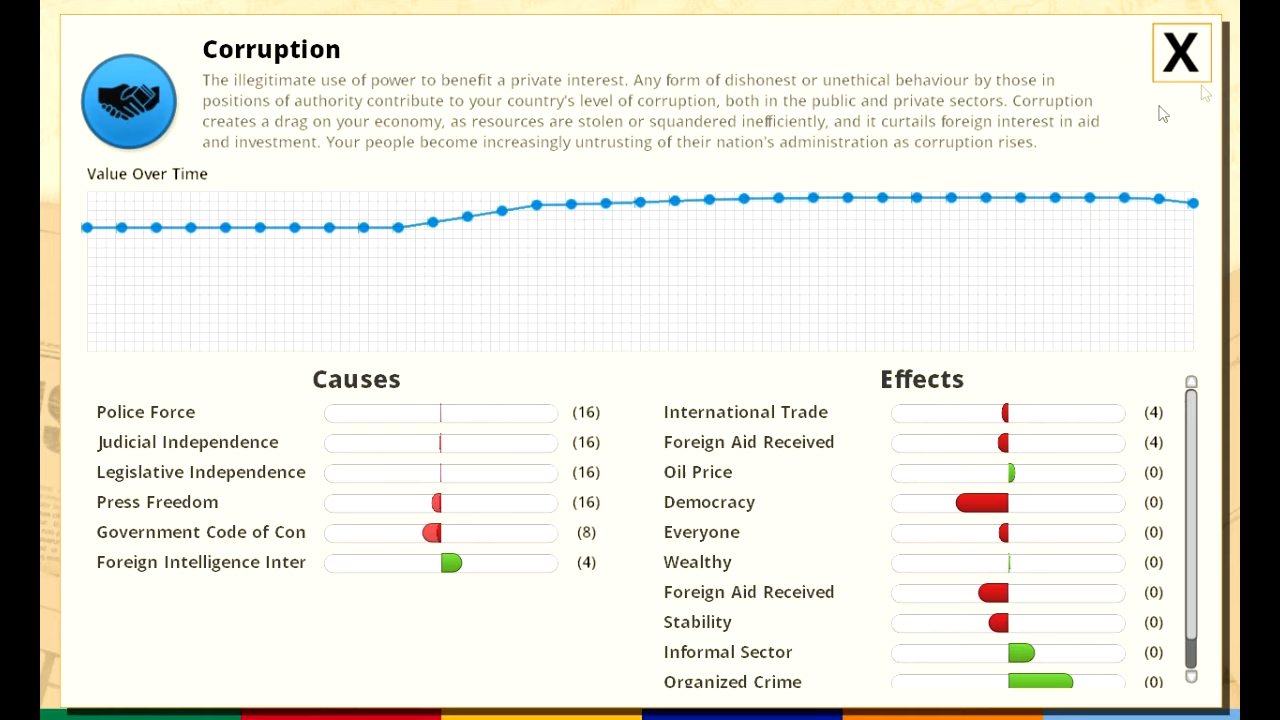 Corruption
X
The illegitimate use of power to benefit a private interest. Any form of dishonest or unethical behaviour by those in
positions of authority contribute to your country's level of corruption, both in the public and private sectors. Corruption
creates a drag on your economy, as resources are stolen or squandered inefficiently, and it curtails foreign interest in aid
and investment. Your people become increasingly untrusting of their nation's administration as corruption rises.
Value Over Time
Causes
Police Force (16)
Judicial Independence (16)
Legislative Independence (16)
Press Freedom (16)
Government Code of Con (8)
Foreign Intelligence Inter (4)
Effects
International Trade (4)
Foreign Aid Received (4)
Oil Price (0)
Democracy (0)
Everyone (0)
Wealthy (0)
Foreign Aid Received (0)
Stability (0)
Informal Sector (0)
Organized Crime (0)